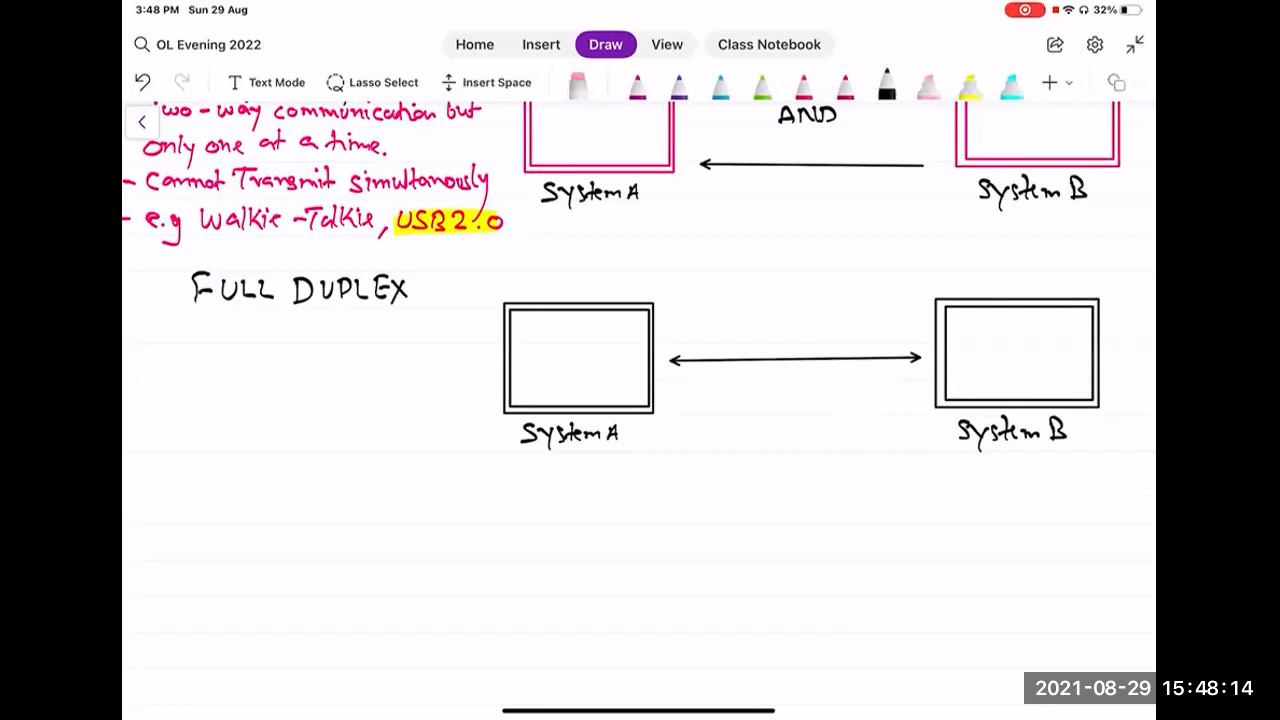 3:48 PM Sun 29 Aug 32%
OL Evening 2022
Home Insert Draw View Class Notebook
Text Mode Lasso Select Insert Space
Two-way communication but
only one at a time.
- Cannot Transmit simultanously
- e.g Walkie-Talkie, USB2.0
AND
System A
System B
FULL DUPLEX
System A
System B
2021-08-29 15:48:14